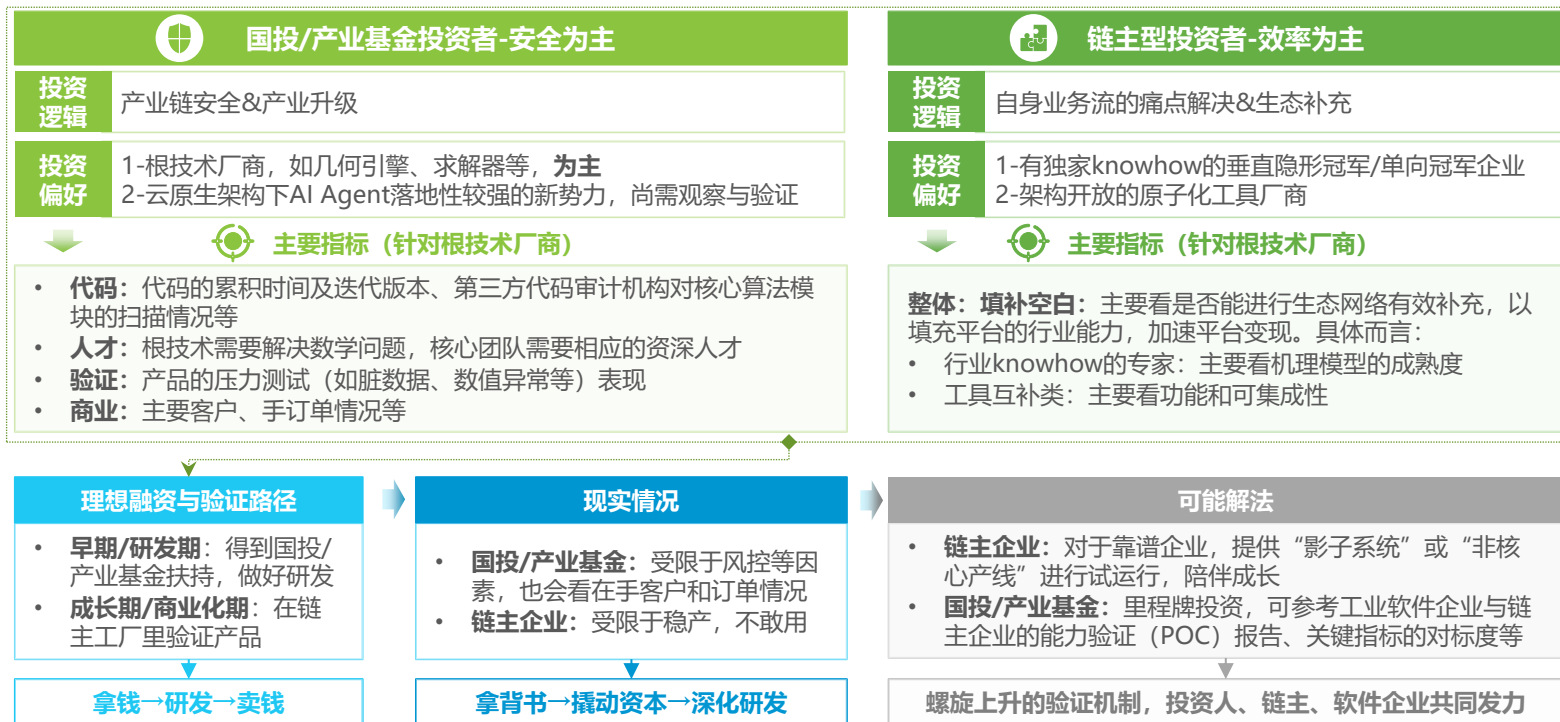 国投/产业基金投资者-安全为主
投资
逻辑
产业链安全&产业升级
投资
偏好
1-根技术厂商，如几何引擎、求解器等，为主
2-云原生架构下AI Agent落地性较强的新势力，尚需观察与验证
主要指标（针对根技术厂商）
• 代码：代码的累积时间及迭代版本、第三方代码审计机构对核心算法模
块的扫描情况等
• 人才：根技术需要解决数学问题，核心团队需要相应的资深人才
• 验证：产品的压力测试（如脏数据、数值异常等）表现
• 商业：主要客户、手订单情况等
链主型投资者-效率为主
投资
逻辑
自身业务流的痛点解决&生态补充
投资
偏好
1-有独家knowhow的垂直隐形冠军/单向冠军企业
2-架构开放的原子化工具厂商
主要指标（针对根技术厂商）
整体：填补空白：主要看是否能进行生态网络有效补充，以
填充平台的行业能力，加速平台变现。具体而言：
• 行业knowhow的专家：主要看机理模型的成熟度
• 工具互补类：主要看功能和可集成性
理想融资与验证路径
• 早期/研发期：得到国投/
产业基金扶持，做好研发
• 成长期/商业化期：在链
主工厂里验证产品
拿钱→研发→卖钱
现实情况
• 国投/产业基金：受限于风控等因
素，也会看在手客户和订单情况
• 链主企业：受限于稳产，不敢用
拿背书→撬动资本→深化研发
可能解法
• 链主企业：对于靠谱企业，提供“影子系统”或“非核
心产线”进行试运行，陪伴成长
• 国投/产业基金：里程牌投资，可参考工业软件企业与链
主企业的能力验证（POC）报告、关键指标的对标度等
螺旋上升的验证机制，投资人、链主、软件企业共同发力